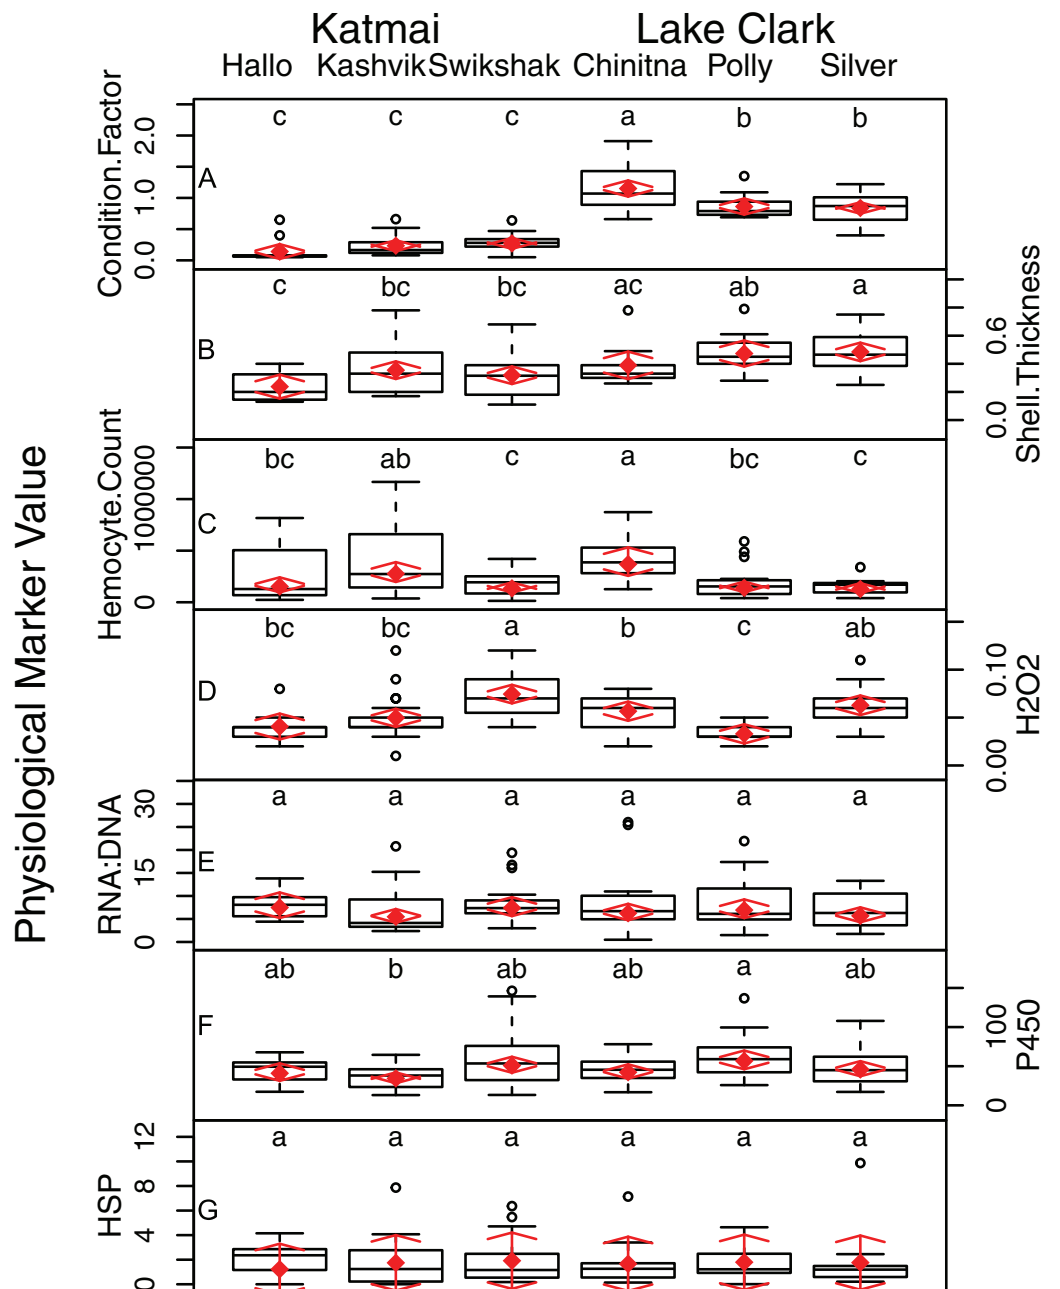 Katmai Lake Clark
Hallo Kashvik Swikshak Chinitna Polly Silver
Physiological Marker Value
Condition.Factor
0.0 1.0 2.0
A
c c c a b b
Shell.Thickness
0.0 0.6
B
c bc bc ac ab a
Hemocyte.Count
0 1000000
C
bc ab c a bc c
H2O2
0.00 0.10
D
bc bc a b c ab
RNA:DNA
0 15 30
E
a a a a a a
P450
0 100
F
ab b ab ab a ab
HSP
0 4 8 12
G
a a a a a a